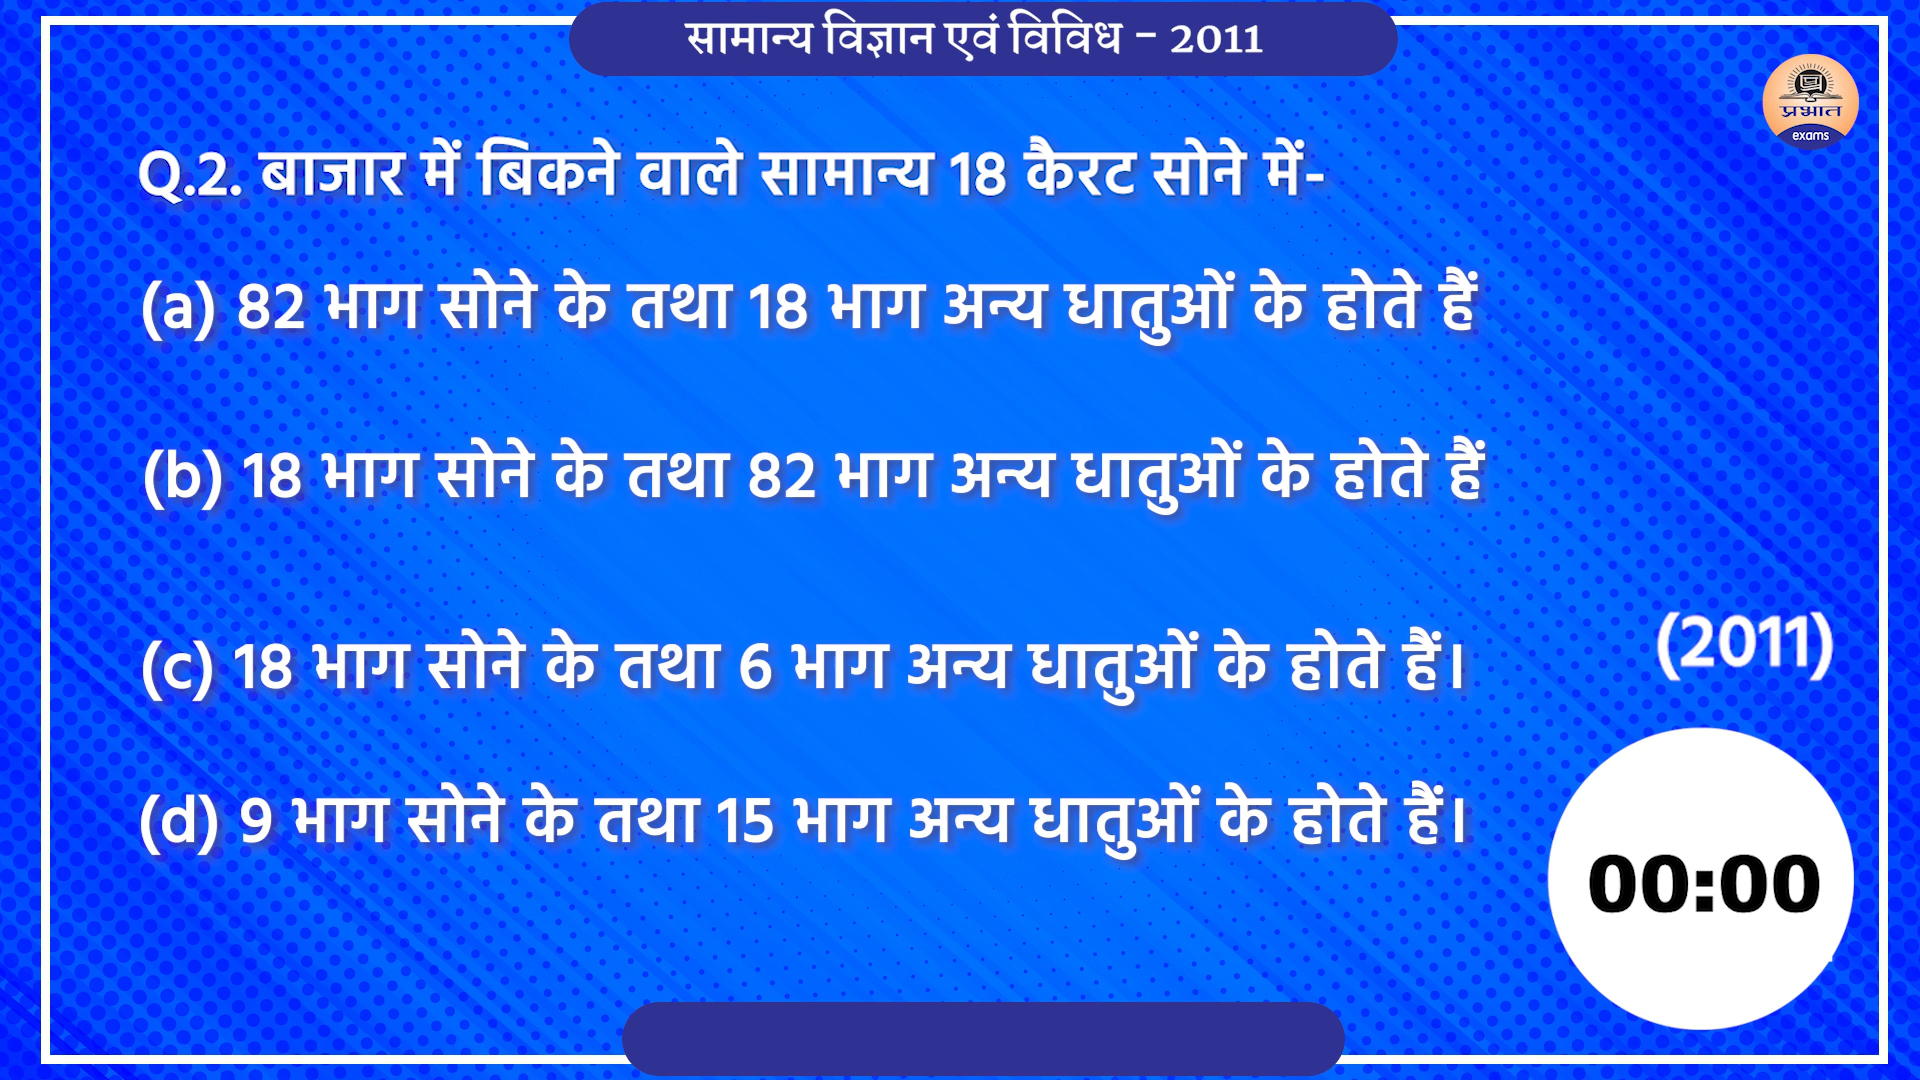 सामान्य विज्ञान एवं विविध – 2011
प्रभात
exams
Q.2. बाजार में बिकने वाले सामान्य 18 कैरट सोने में-
(a) 82 भाग सोने के तथा 18 भाग अन्य धातुओं के होते हैं
(b) 18 भाग सोने के तथा 82 भाग अन्य धातुओं के होते हैं
(c) 18 भाग सोने के तथा 6 भाग अन्य धातुओं के होते हैं।
(2011)
(d) 9 भाग सोने के तथा 15 भाग अन्य धातुओं के होते हैं।
00:00